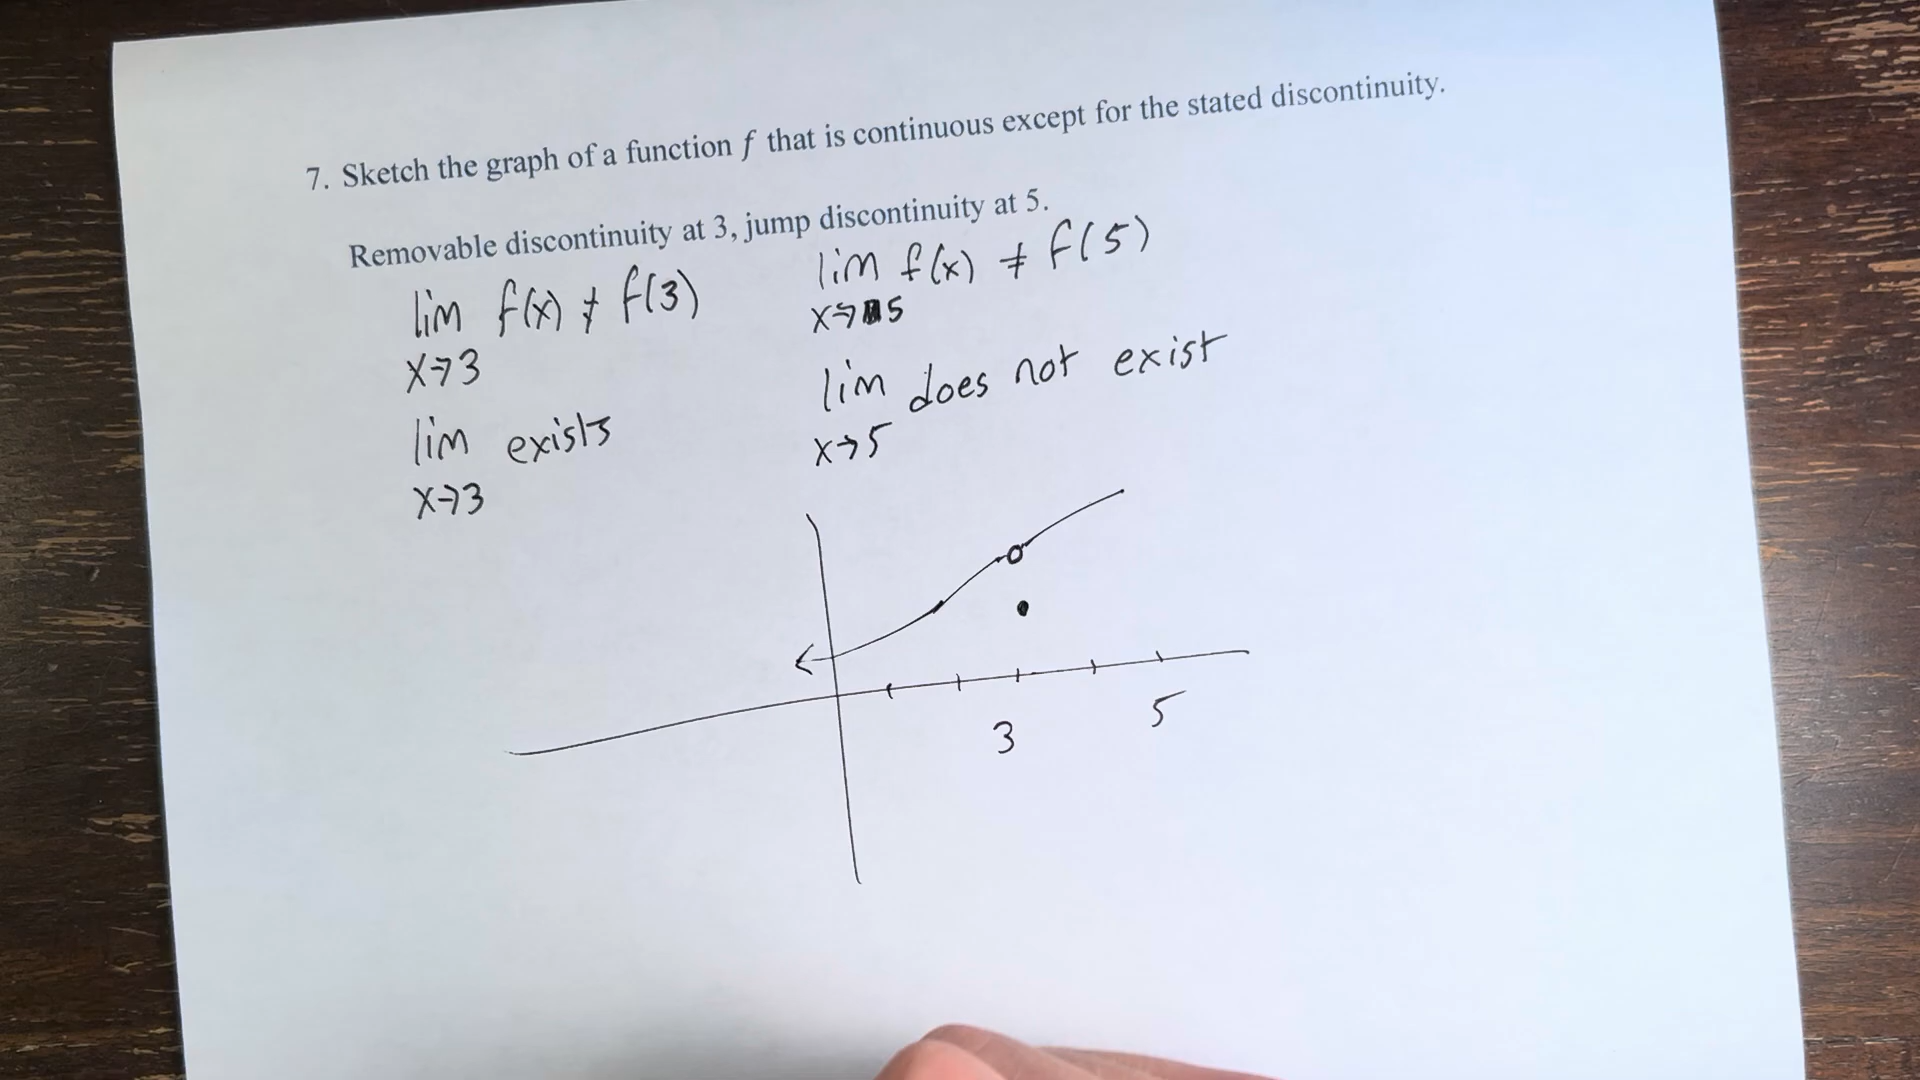 7. Sketch the graph of a function f that is continuous except for the stated discontinuity.
Removable discontinuity at 3, jump discontinuity at 5.
lim f(x) ≠ f(3)
x→3
lim exists
x→3
lim f(x) ≠ f(5)
x→5
lim does not exist
x→5
3
5